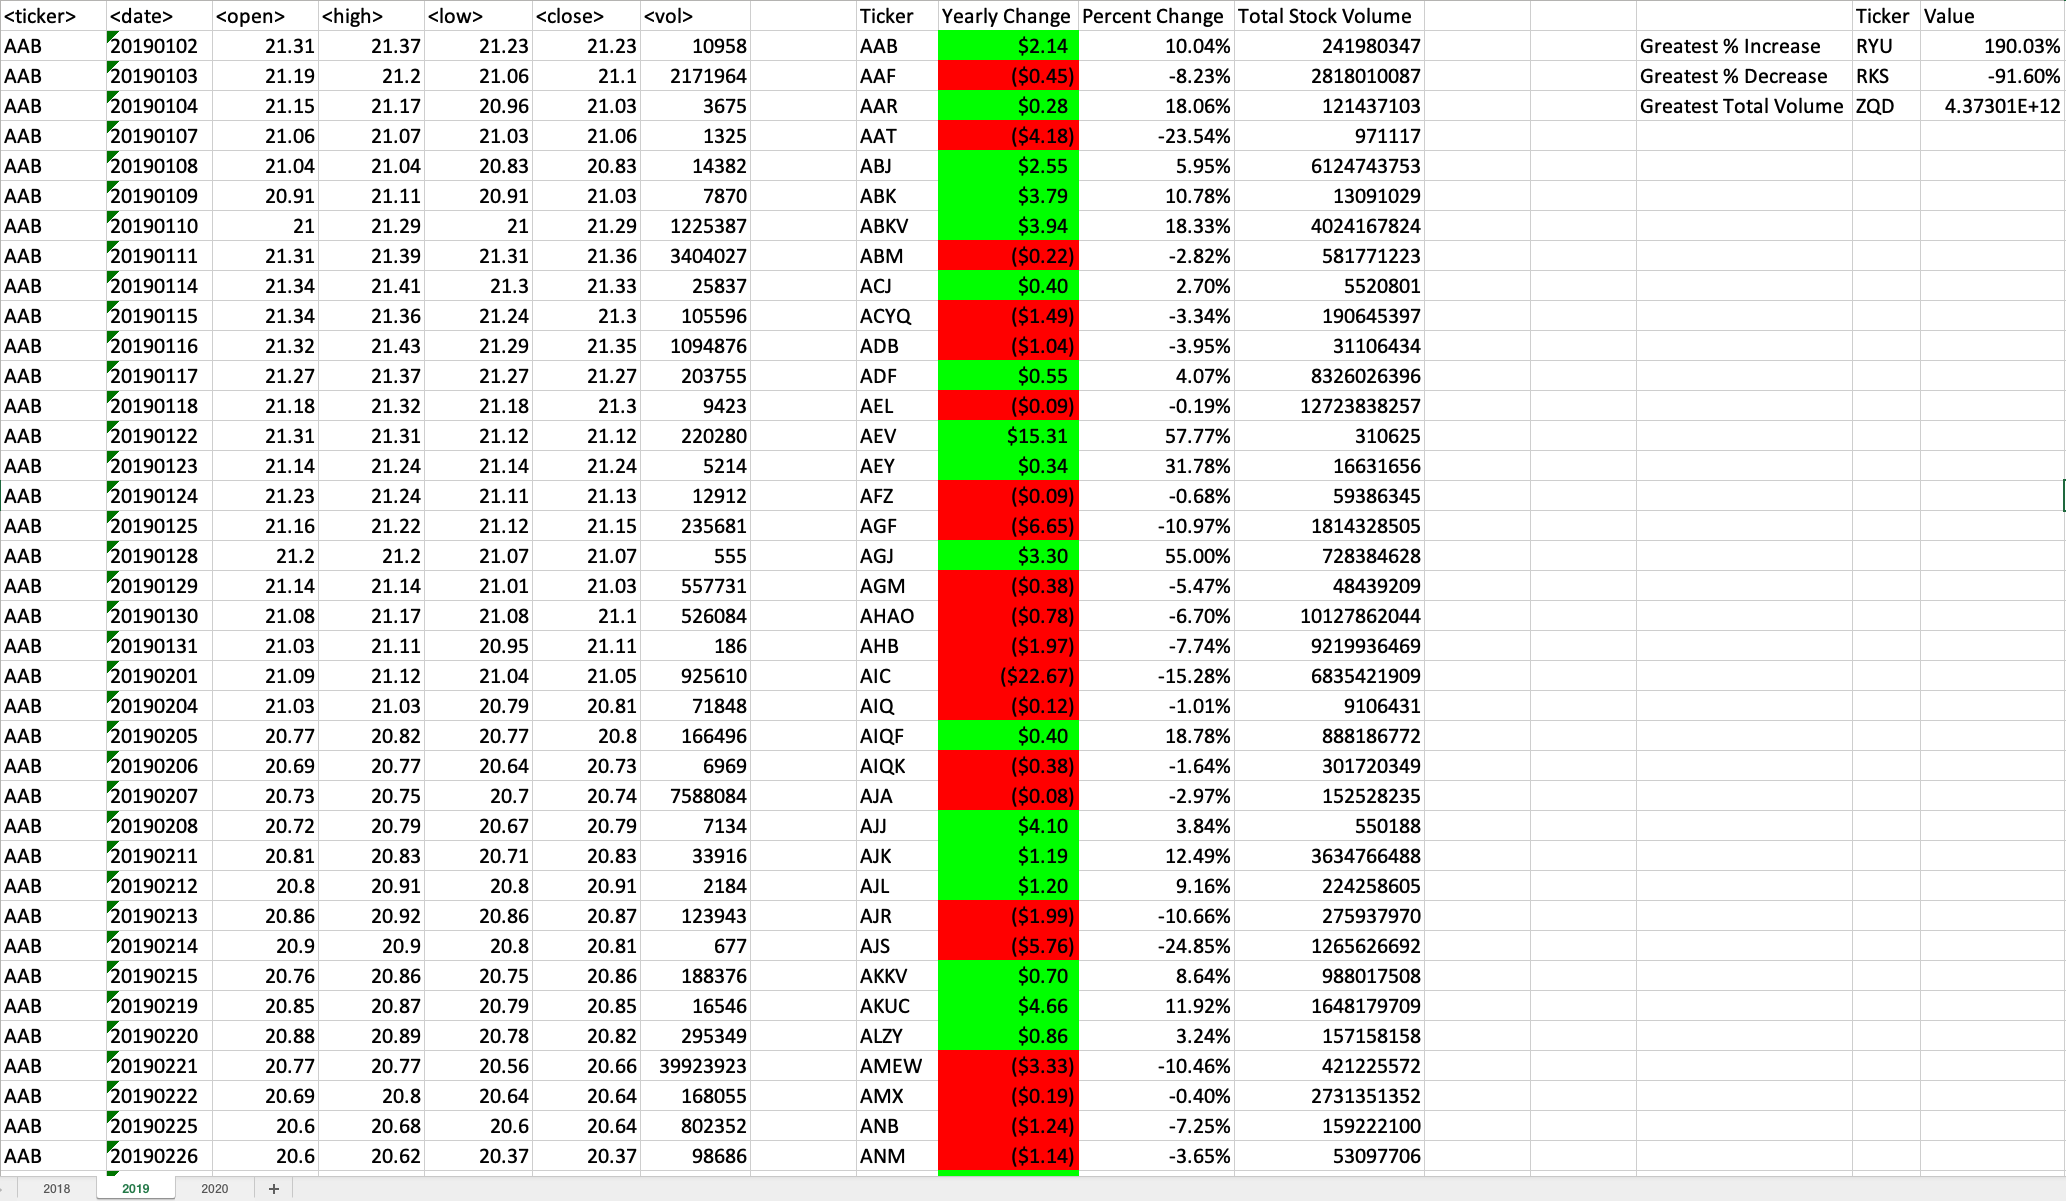 <ticker> <date> <open> <high> <low> <close> <vol> Ticker Yearly Change Percent Change Total Stock Volume Ticker Value
AAB 20190102 21.31 21.37 21.23 21.23 10958 AAB $2.14 10.04% 241980347 Greatest % Increase RYU 190.03%
AAB 20190103 21.19 21.2 21.06 21.1 2171964 AAF ($0.45) -8.23% 2818010087 Greatest % Decrease RKS -91.60%
AAB 20190104 21.15 21.17 20.96 21.03 3675 AAR $0.28 18.06% 121437103 Greatest Total Volume ZQD 4.37301E+12
AAB 20190107 21.06 21.07 21.03 21.06 1325 AAT ($4.18) -23.54% 971117
AAB 20190108 21.04 21.04 20.83 20.83 14382 ABJ $2.55 5.95% 6124743753
AAB 20190109 20.91 21.11 20.91 21.03 7870 ABK $3.79 10.78% 13091029
AAB 20190110 21 21.29 21 21.29 1225387 ABKV $3.94 18.33% 4024167824
AAB 20190111 21.31 21.39 21.31 21.36 3404027 ABM ($0.22) -2.82% 581771223
AAB 20190114 21.34 21.41 21.3 21.33 25837 ACJ $0.40 2.70% 5520801
AAB 20190115 21.34 21.36 21.24 21.3 105596 ACYQ ($1.49) -3.34% 190645397
AAB 20190116 21.32 21.43 21.29 21.35 1094876 ADB ($1.04) -3.95% 31106434
AAB 20190117 21.27 21.37 21.27 21.27 203755 ADF $0.55 4.07% 8326026396
AAB 20190118 21.18 21.32 21.18 21.3 9423 AEL ($0.09) -0.19% 12723838257
AAB 20190122 21.31 21.31 21.12 21.12 220280 AEV $15.31 57.77% 310625
AAB 20190123 21.14 21.24 21.14 21.24 5214 AEY $0.34 31.78% 16631656
AAB 20190124 21.23 21.24 21.11 21.13 12912 AFZ ($0.09) -0.68% 59386345
AAB 20190125 21.16 21.22 21.12 21.15 235681 AGF ($6.65) -10.97% 1814328505
AAB 20190128 21.2 21.2 21.07 21.07 555 AGJ $3.30 55.00% 728384628
AAB 20190129 21.14 21.14 21.01 21.03 557731 AGM ($0.38) -5.47% 48439209
AAB 20190130 21.08 21.17 21.08 21.1 526084 AHAO ($0.78) -6.70% 10127862044
AAB 20190131 21.03 21.11 20.95 21.11 186 AHB ($1.97) -7.74% 9219936469
AAB 20190201 21.09 21.12 21.04 21.05 925610 AIC ($22.67) -15.28% 6835421909
AAB 20190204 21.03 21.03 20.79 20.81 71848 AIQ ($0.12) -1.01% 9106431
AAB 20190205 20.77 20.82 20.77 20.8 166496 AIQF $0.40 18.78% 888186772
AAB 20190206 20.69 20.77 20.64 20.73 6969 AIQK ($0.38) -1.64% 301720349
AAB 20190207 20.73 20.75 20.7 20.74 7588084 AJA ($0.08) -2.97% 152528235
AAB 20190208 20.72 20.79 20.67 20.79 7134 AJJ $4.10 3.84% 550188
AAB 20190211 20.81 20.83 20.71 20.83 33916 AJK $1.19 12.49% 3634766488
AAB 20190212 20.8 20.91 20.8 20.91 2184 AJL $1.20 9.16% 224258605
AAB 20190213 20.86 20.92 20.86 20.87 123943 AJR ($1.99) -10.66% 275937970
AAB 20190214 20.9 20.9 20.8 20.81 677 AJS ($5.76) -24.85% 1265626692
AAB 20190215 20.76 20.86 20.75 20.86 188376 AKKV $0.70 8.64% 988017508
AAB 20190219 20.85 20.87 20.79 20.85 16546 AKUC $4.66 11.92% 1648179709
AAB 20190220 20.88 20.89 20.78 20.82 295349 ALZY $0.86 3.24% 157158158
AAB 20190221 20.77 20.77 20.56 20.66 39923923 AMEW ($3.33) -10.46% 421225572
AAB 20190222 20.69 20.8 20.64 20.64 168055 AMX ($0.19) -0.40% 2731351352
AAB 20190225 20.6 20.68 20.6 20.64 802352 ANB ($1.24) -7.25% 159222100
AAB 20190226 20.6 20.62 20.37 20.37 98686 ANM ($1.14) -3.65% 53097706
2018 2019 2020 +